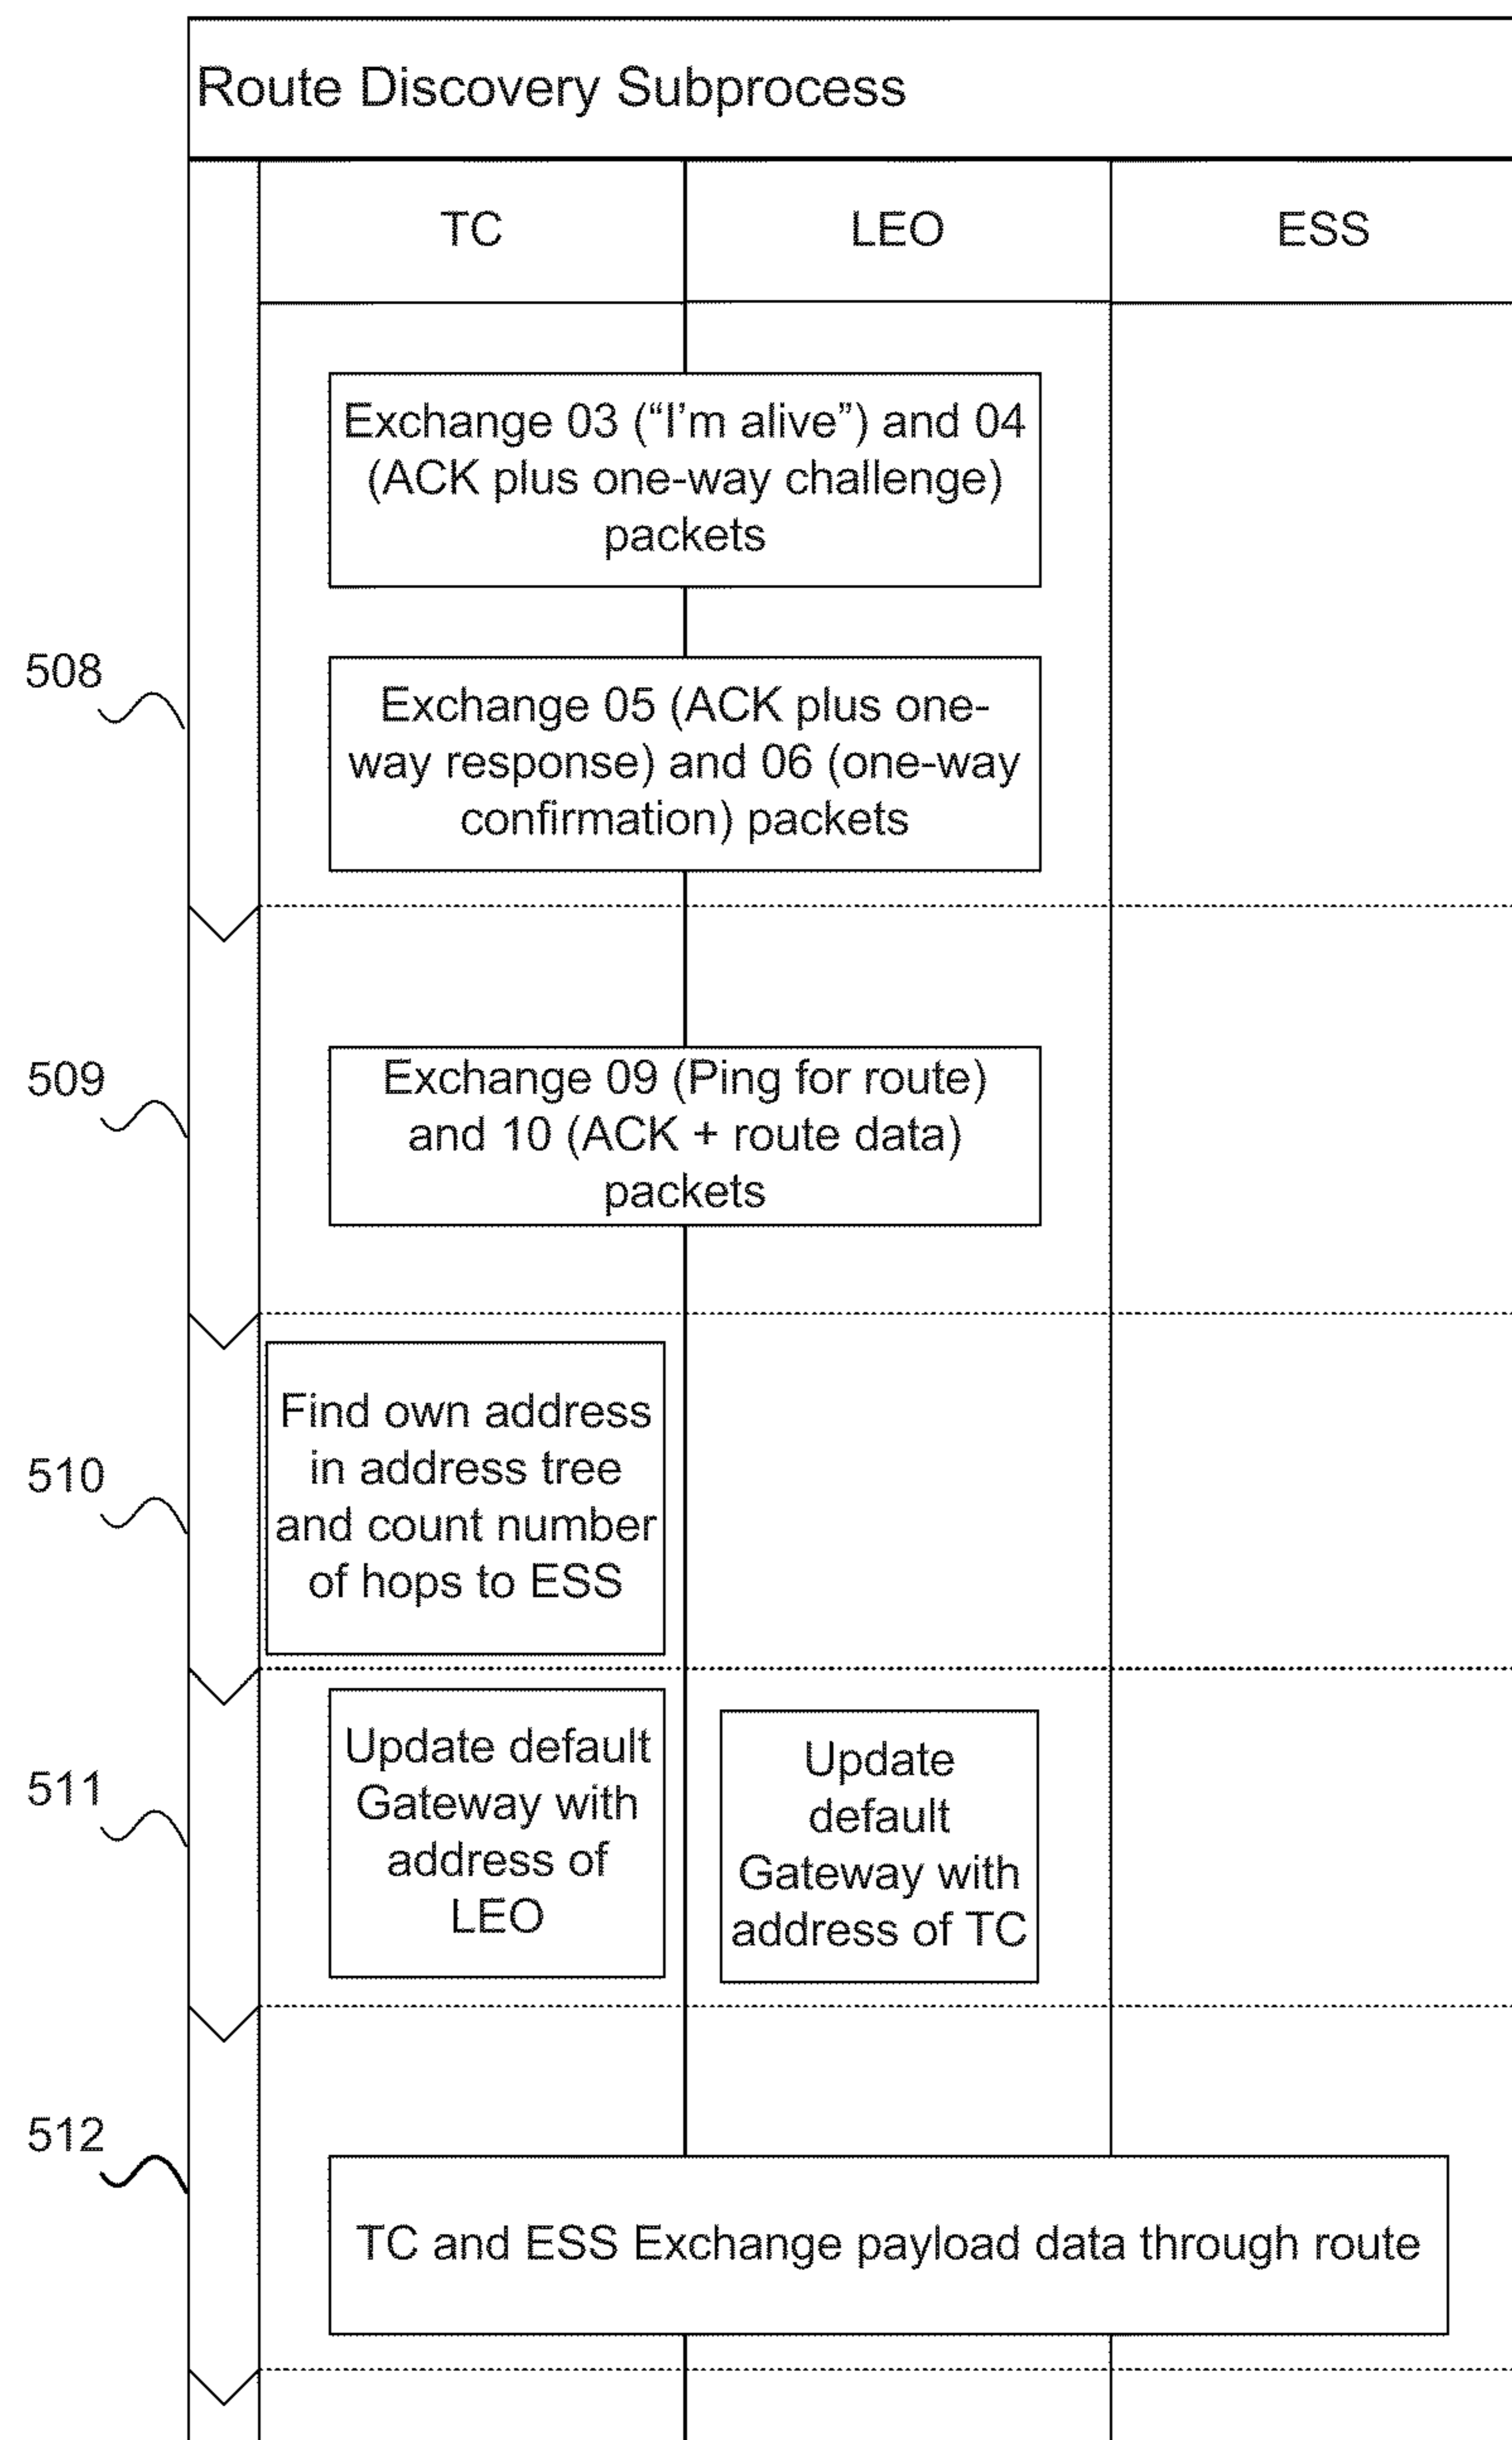 Route Discovery Subprocess
TC
LEO
ESS
Exchange 03 (“I’m alive”) and 04
(ACK plus one-way challenge)
packets
508
Exchange 05 (ACK plus one-
way response) and 06 (one-way
confirmation) packets
509
Exchange 09 (Ping for route)
and 10 (ACK + route data)
packets
510
Find own address
in address tree
and count number
of hops to ESS
511
Update default
Gateway with
address of
LEO
Update
default
Gateway with
address of TC
512
TC and ESS Exchange payload data through route